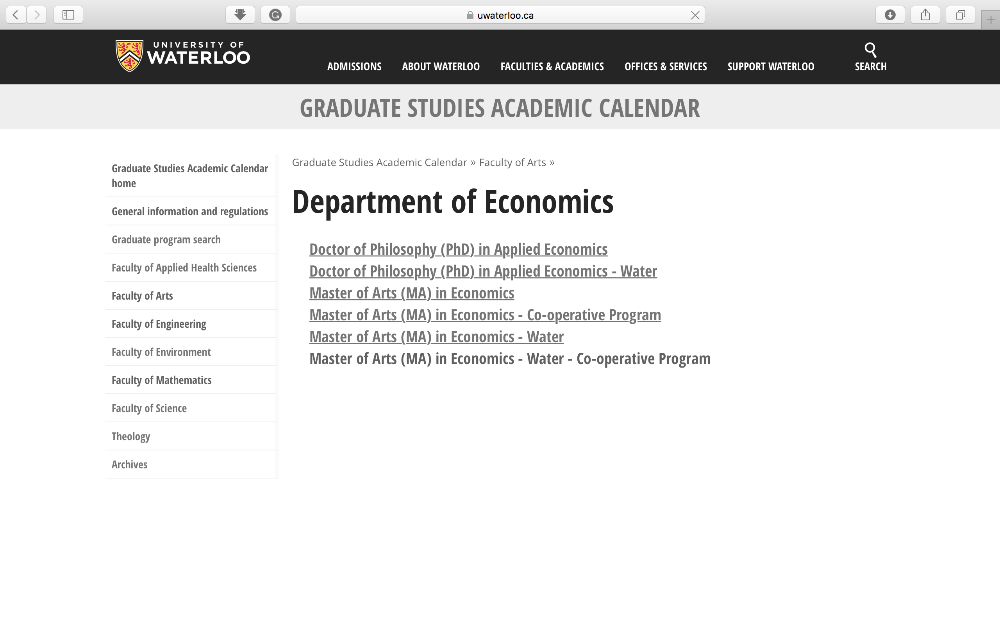 uwaterloo.ca
UNIVERSITY OF
WATERLOO
ADMISSIONS ABOUT WATERLOO FACULTIES & ACADEMICS OFFICES & SERVICES SUPPORT WATERLOO SEARCH
GRADUATE STUDIES ACADEMIC CALENDAR
Graduate Studies Academic Calendar
home
General information and regulations
Graduate program search
Faculty of Applied Health Sciences
Faculty of Arts
Faculty of Engineering
Faculty of Environment
Faculty of Mathematics
Faculty of Science
Theology
Archives
Graduate Studies Academic Calendar » Faculty of Arts »
Department of Economics
Doctor of Philosophy (PhD) in Applied Economics
Doctor of Philosophy (PhD) in Applied Economics - Water
Master of Arts (MA) in Economics
Master of Arts (MA) in Economics - Co-operative Program
Master of Arts (MA) in Economics - Water
Master of Arts (MA) in Economics - Water - Co-operative Program